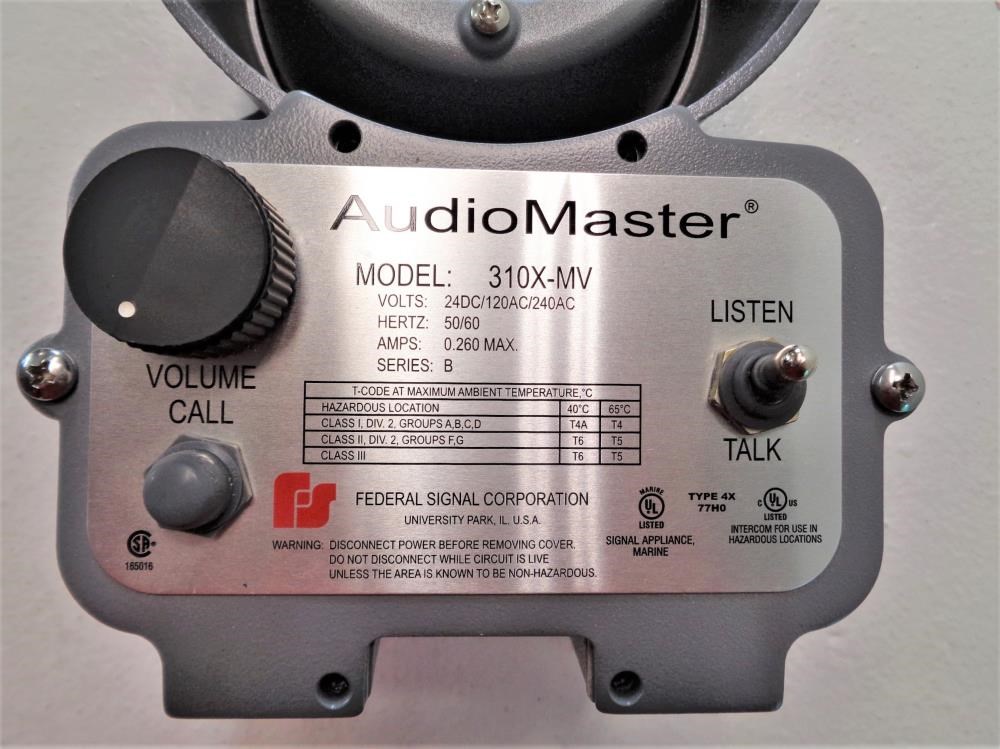 AudioMaster®
MODEL: 310X-MV
VOLTS: 24DC/120AC/240AC
HERTZ: 50/60
AMPS: 0.260 MAX.
SERIES: B
LISTEN
TALK
VOLUME
CALL
T-CODE AT MAXIMUM AMBIENT TEMPERATURE,°C
HAZARDOUS LOCATION 40°C 65°C
CLASS I, DIV. 2, GROUPS A,B,C,D T4A T4
CLASS II, DIV. 2, GROUPS F,G T6 T5
CLASS III T6 T5
FEDERAL SIGNAL CORPORATION
UNIVERSITY PARK, IL. U.S.A.
WARNING: DISCONNECT POWER BEFORE REMOVING COVER.
DO NOT DISCONNECT WHILE CIRCUIT IS LIVE
UNLESS THE AREA IS KNOWN TO BE NON-HAZARDOUS.
SA ®
165016
MARINE
UL
LISTED
SIGNAL APPLIANCE,
MARINE
TYPE 4X
77H0
C UL US
LISTED
INTERCOM FOR USE IN
HAZARDOUS LOCATIONS